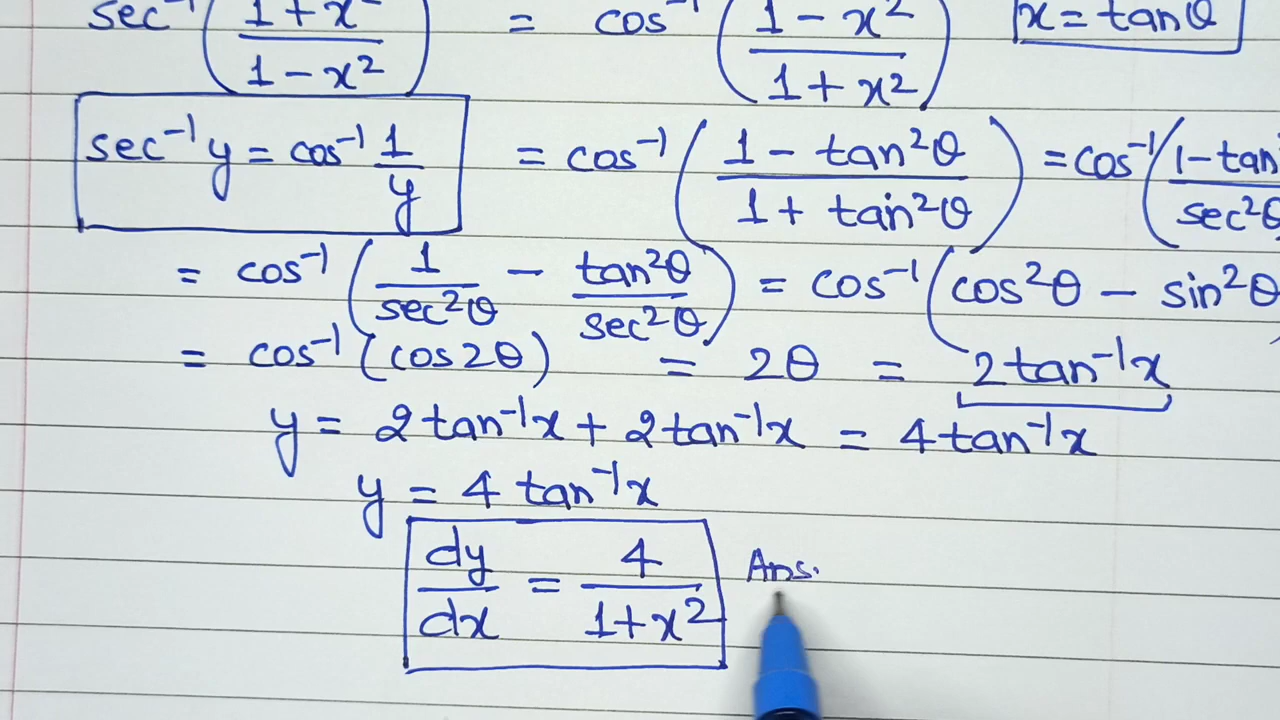 sec⁻¹(1+x²/1−x²) = cos⁻¹(1−x²/1+x²) x = tanθ
sec⁻¹y = cos⁻¹ 1/y = cos⁻¹(1 − tan²θ/1 + tan²θ) = cos⁻¹(1−tan²/sec²θ
= cos⁻¹(1/sec²θ − tan²θ/sec²θ) = cos⁻¹(cos²θ − sin²θ
= cos⁻¹(cos2θ) = 2θ = 2tan⁻¹x
y = 2tan⁻¹x + 2tan⁻¹x = 4tan⁻¹x
y = 4 tan⁻¹x
dy/dx = 4/1+x² Ans.